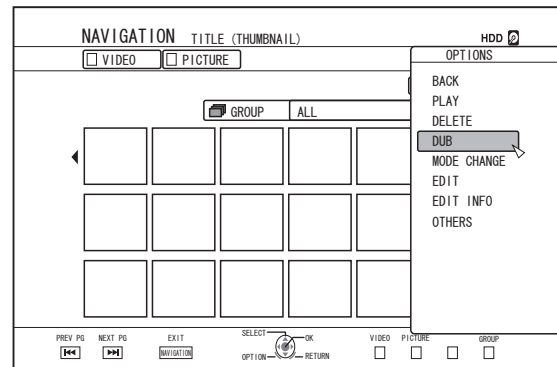 NAVIGATION TITLE (THUMBNAIL) HDD
VIDEO PICTURE
OPTIONS
BACK
PLAY
DELETE
DUB
MODE CHANGE
EDIT
EDIT INFO
OTHERS
GROUP ALL
PREV PG NEXT PG EXIT SELECT OK VIDEO PICTURE GROUP
NAVIGATION OPTION RETURN